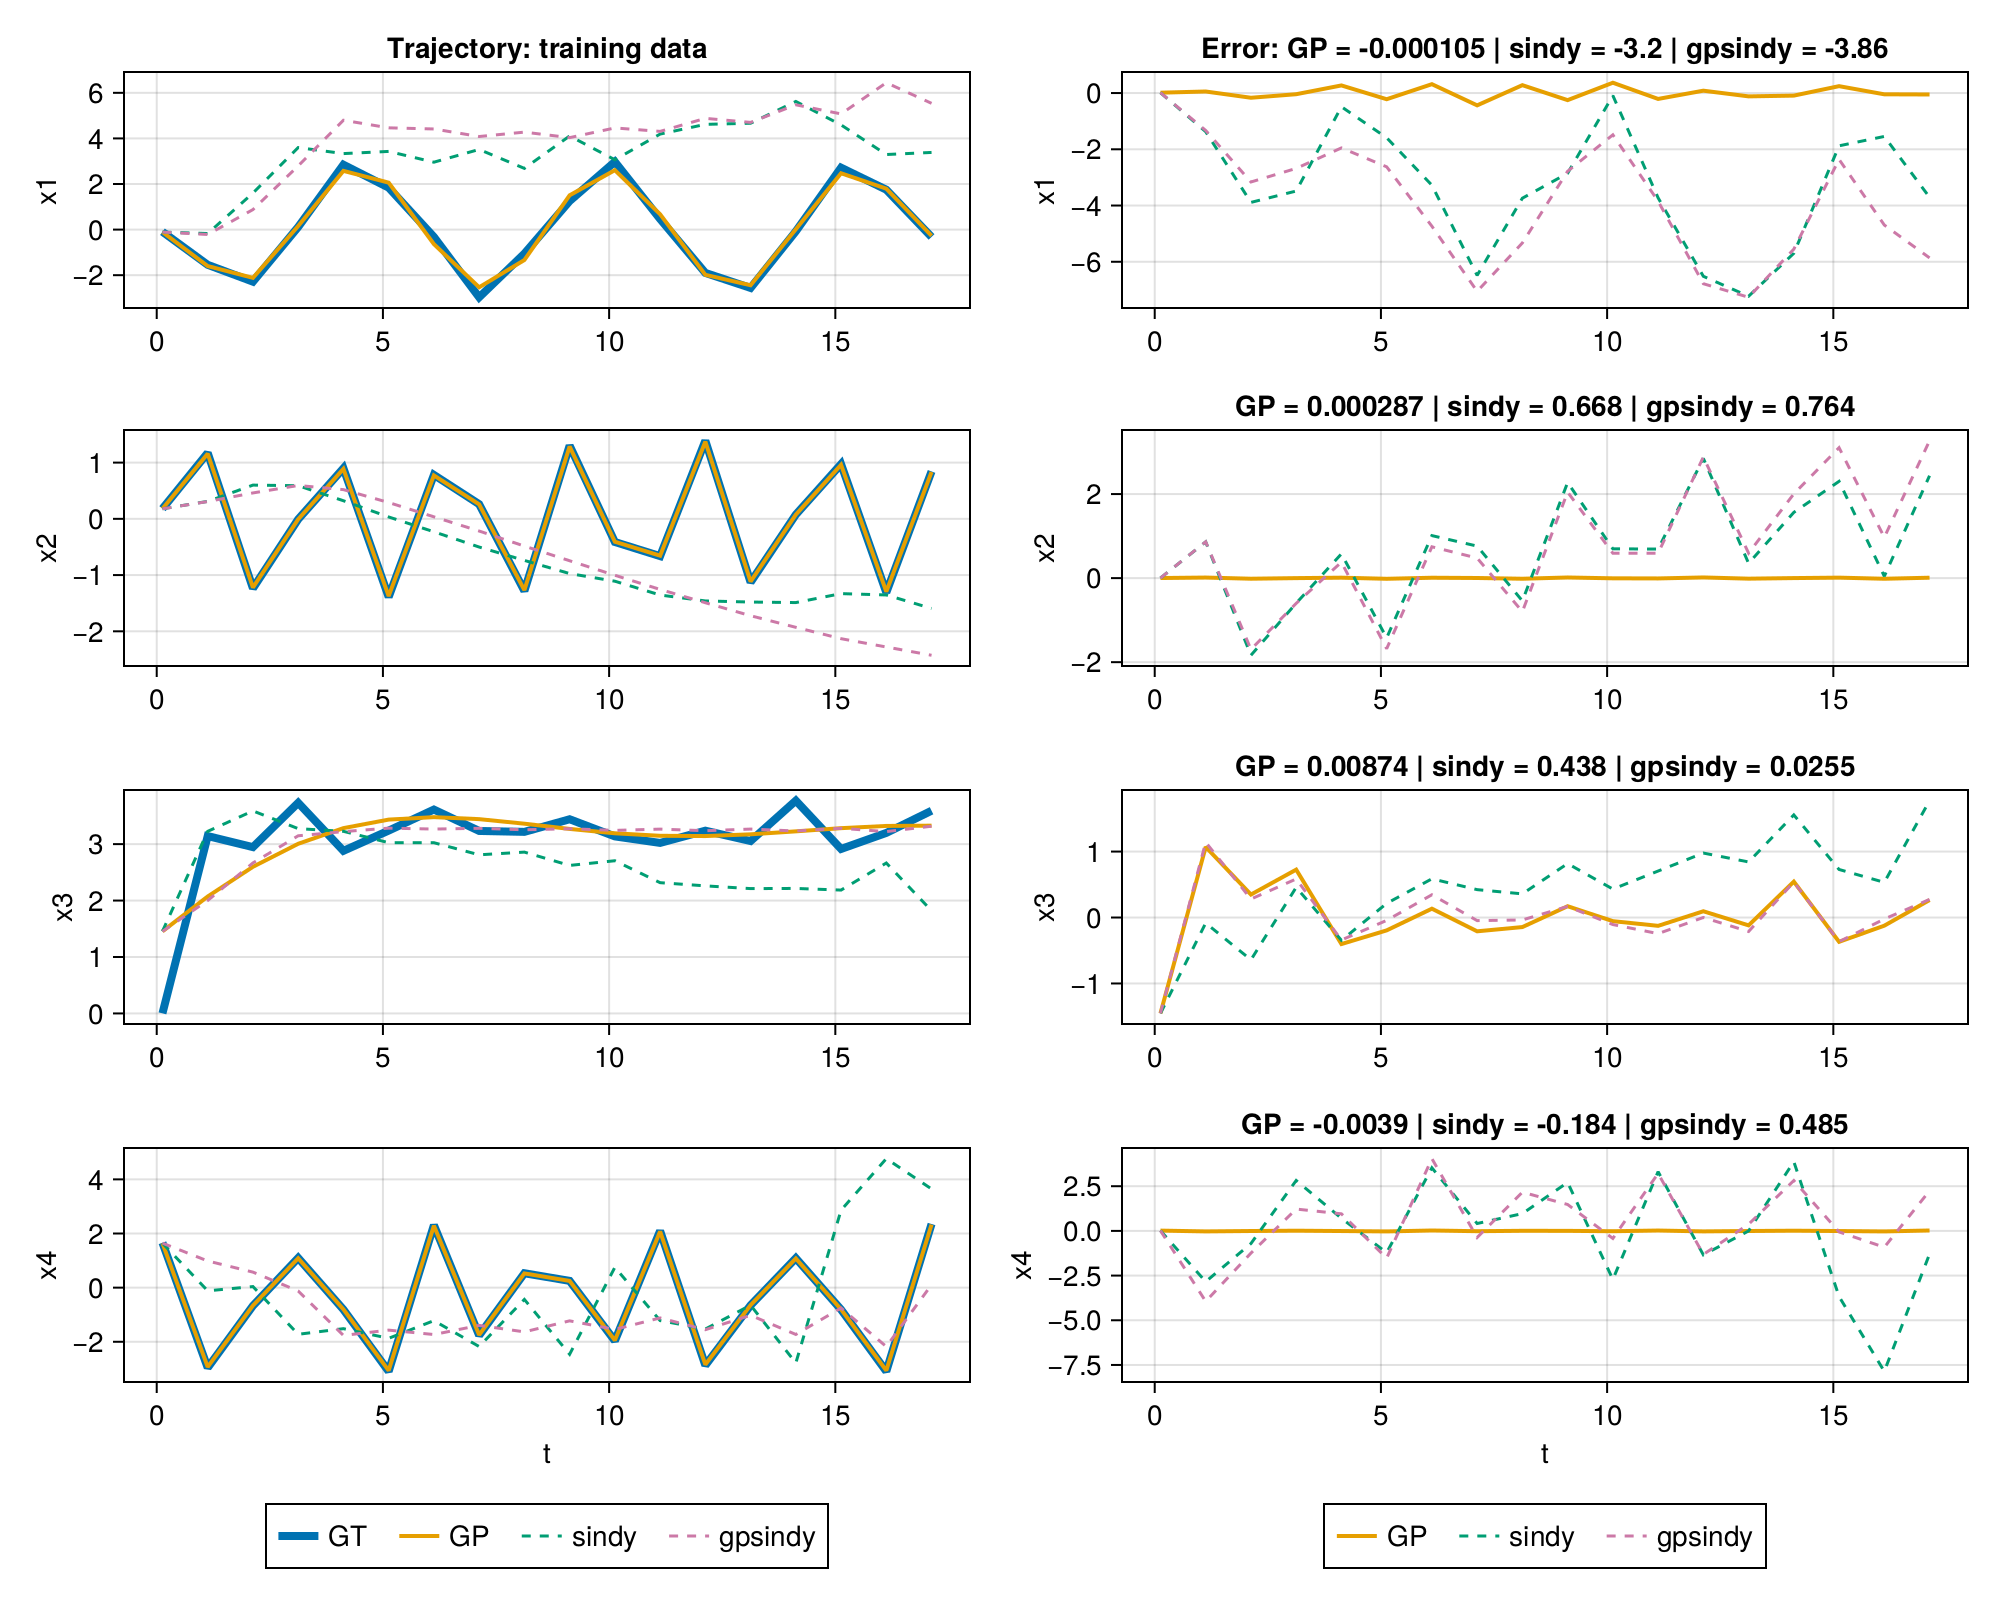 Trajectory: training data
6
4
2
0
−2
x1
0 5 10 15
Error: GP = -0.000105 | sindy = -3.2 | gpsindy = -3.86
0
−2
−4
−6
x1
0 5 10 15
1
0
−1
−2
x2
0 5 10 15
GP = 0.000287 | sindy = 0.668 | gpsindy = 0.764
2
0
−2
x2
0 5 10 15
3
2
1
0
x3
0 5 10 15
GP = 0.00874 | sindy = 0.438 | gpsindy = 0.0255
1
0
−1
x3
0 5 10 15
4
2
0
−2
x4
0 5 10 15
t
GP = -0.0039 | sindy = -0.184 | gpsindy = 0.485
2.5
0.0
−2.5
−5.0
−7.5
x4
0 5 10 15
t
GT GP sindy gpsindy
GP sindy gpsindy